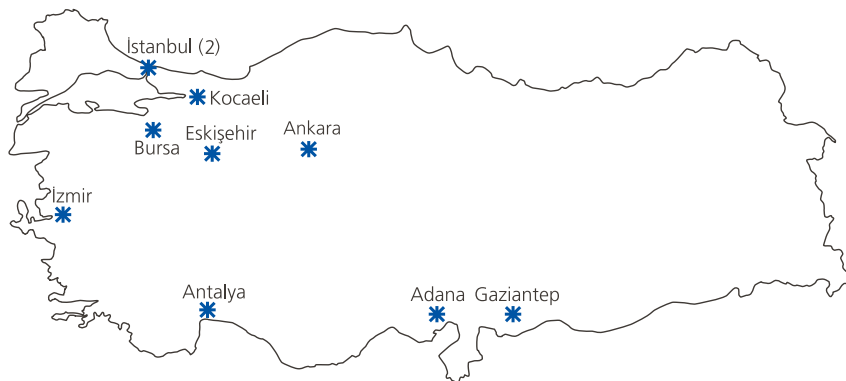 İstanbul (2)
Kocaeli
Bursa
Eskişehir
Ankara
İzmir
Antalya
Adana
Gaziantep